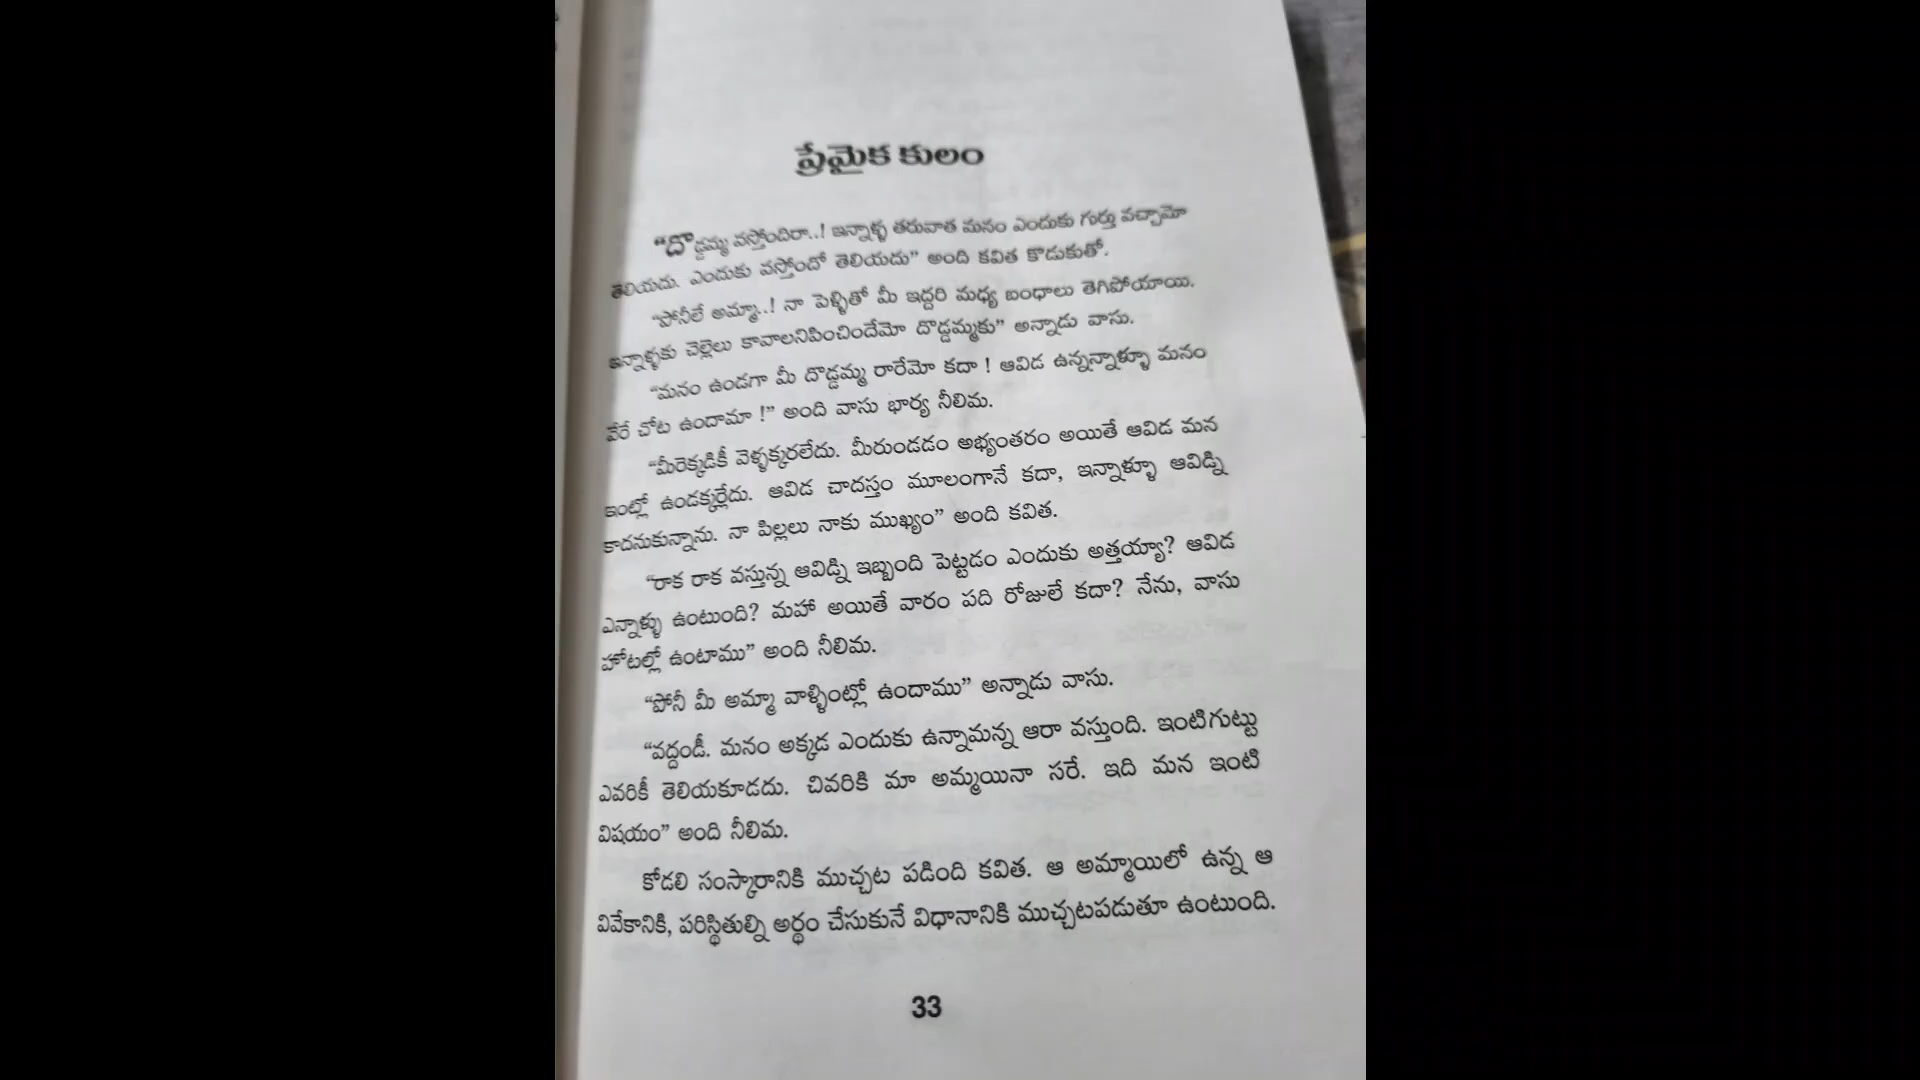 ప్రేమైక కులం
“దొడ్డమ్మ వస్తోందిరా..! ఇన్నాళ్ళ తరువాత మనం ఎందుకు గుర్తు వచ్చామో
తెలియదు. ఎందుకు వస్తోందో తెలియదు” అంది కవిత కొడుకుతో.
“పోనీలే అమ్మా..! నా పెళ్ళితో మీ ఇద్దరి మధ్య బంధాలు తెగిపోయాయి.
ఇన్నాళ్ళకు చెల్లెలు కావాలనిపించిందేమో దొడ్డమ్మకు” అన్నాడు వాసు.
“మనం ఉండగా మీ దొడ్డమ్మ రారేమో కదా ! ఆవిడ ఉన్నన్నాళ్ళూ మనం
వేరే చోట ఉందామా !” అంది వాసు భార్య నీలిమ.
“మీరెక్కడికీ వెళ్ళక్కరలేదు. మీరుండడం అభ్యంతరం అయితే ఆవిడ మన
ఇంట్లో ఉండక్కర్లేదు. ఆవిడ చాదస్తం మూలంగానే కదా, ఇన్నాళ్ళూ ఆవిడ్ని
కాదనుకున్నాను. నా పిల్లలు నాకు ముఖ్యం” అంది కవిత.
“రాక రాక వస్తున్న ఆవిడ్ని ఇబ్బంది పెట్టడం ఎందుకు అత్తయ్యా? ఆవిడ
ఎన్నాళ్ళు ఉంటుంది? మహా అయితే వారం పది రోజులే కదా? నేను, వాసు
హోటల్లో ఉంటాము” అంది నీలిమ.
“పోనీ మీ అమ్మా వాళ్ళింట్లో ఉందాము” అన్నాడు వాసు.
“వద్దండీ. మనం అక్కడ ఎందుకు ఉన్నామన్న ఆరా వస్తుంది. ఇంటిగుట్టు
ఎవరికీ తెలియకూడదు. చివరికి మా అమ్మయినా సరే. ఇది మన ఇంటి
విషయం” అంది నీలిమ.
కోడలి సంస్కారానికి ముచ్చట పడింది కవిత. ఆ అమ్మాయిలో ఉన్న ఆ
వివేకానికి, పరిస్థితుల్ని అర్థం చేసుకునే విధానానికి ముచ్చటపడుతూ ఉంటుంది.
33